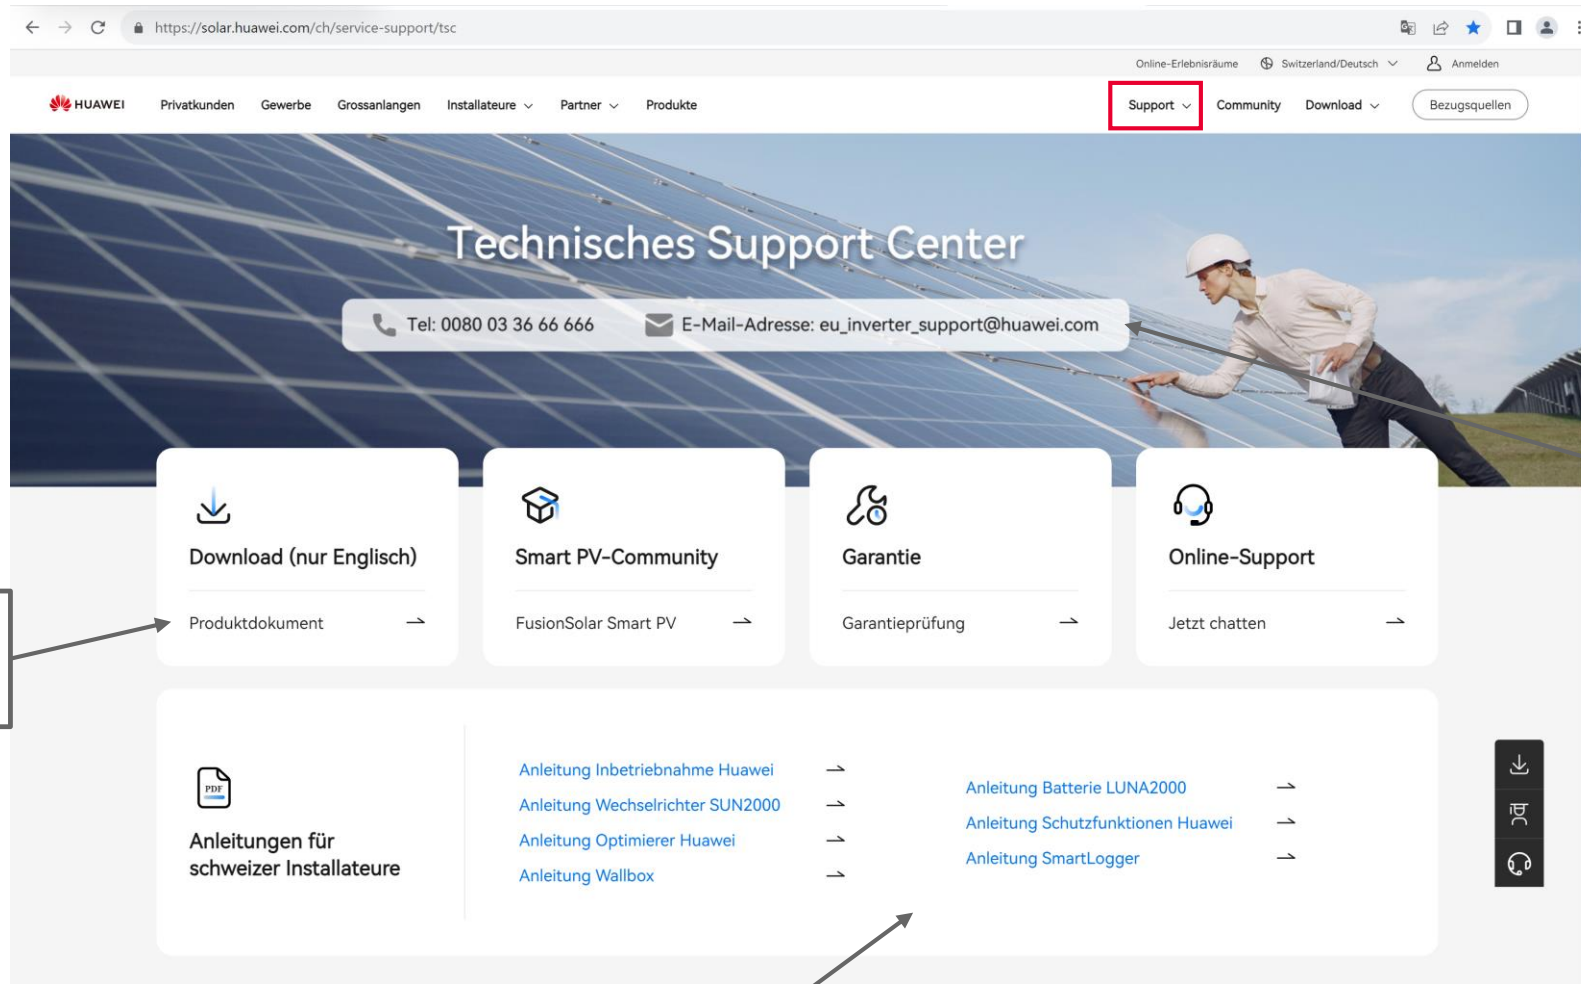 https://solar.huawei.com/ch/service-support/tsc
Online-Erlebnisräume Switzerland/Deutsch Anmelden
HUAWEI Privatkunden Gewerbe Grossanlangen Installateure Partner Produkte Support Community Download Bezugsquellen
Technisches Support Center
Tel: 0080 03 36 66 666 E-Mail-Adresse: eu_inverter_support@huawei.com
Download (nur Englisch)
Produktdokument
Smart PV-Community
FusionSolar Smart PV
Garantie
Garantieprüfung
Online-Support
Jetzt chatten
PDF
Anleitungen für
schweizer Installateure
Anleitung Inbetriebnahme Huawei
Anleitung Wechselrichter SUN2000
Anleitung Optimierer Huawei
Anleitung Wallbox
Anleitung Batterie LUNA2000
Anleitung Schutzfunktionen Huawei
Anleitung SmartLogger